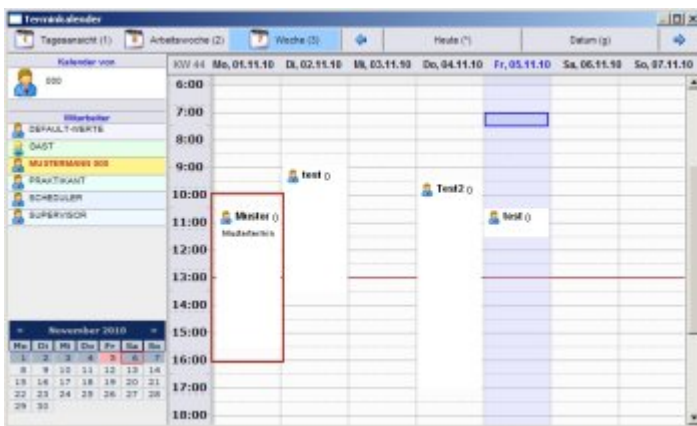 Terminkalender
Tagesansicht (1) Arbeitswoche (2) Woche (3) Heute (*) Datum (g)
Kalender von
000
Mitarbeiter
DEFAULT-WERTE
GAST
MUSTERMANN 000
PRAKTIKANT
SCHEDULER
SUPERVISOR
KW 44 Mo, 01.11.10 Di, 02.11.10 Mi, 03.11.10 Do, 04.11.10 Fr, 05.11.10 Sa, 06.11.10 So, 07.11.10
6:00
7:00
8:00
9:00
test ()
Test2 ()
10:00
11:00
Muster ()
test ()
Mustertermin
12:00
13:00
14:00
15:00
16:00
17:00
18:00
« November 2010 »
Mo Di Mi Do Fr Sa So
1 2 3 4 5 6 7
8 9 10 11 12 13 14
15 16 17 18 19 20 21
22 23 24 25 26 27 28
29 30